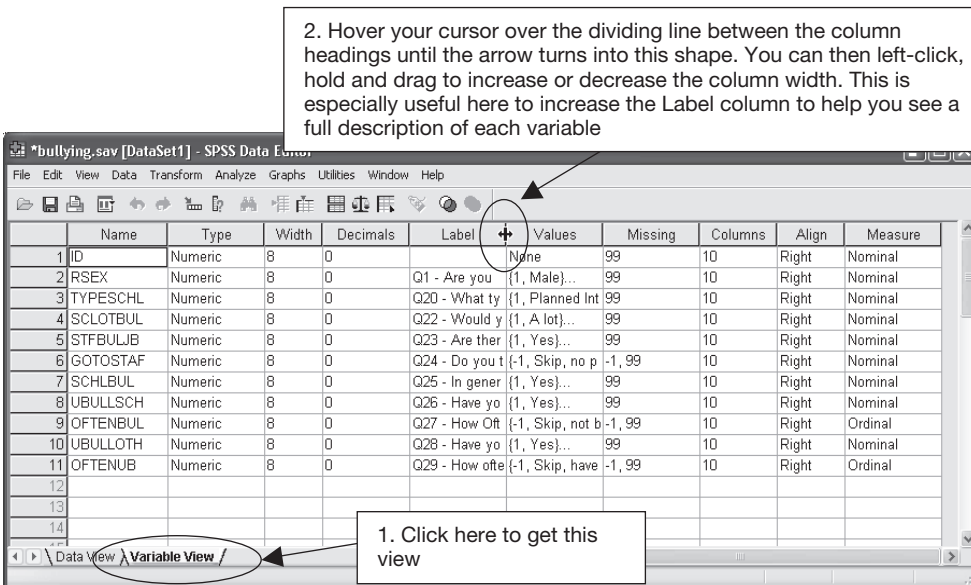 2. Hover your cursor over the dividing line between the column
headings until the arrow turns into this shape. You can then left-click,
hold and drag to increase or decrease the column width. This is
especially useful here to increase the Label column to help you see a
full description of each variable
*bullying.sav [DataSet1] - SPSS Data Editor
File Edit View Data Transform Analyze Graphs Utilities Window Help
Name Type Width Decimals Label Values Missing Columns Align Measure
1 ID Numeric 8 0 None 99 10 Right Nominal
2 RSEX Numeric 8 0 Q1 - Are you {1, Male}... 99 10 Right Nominal
3 TYPESCHL Numeric 8 0 Q20 - What ty {1, Planned Int 99 10 Right Nominal
4 SCLOTBUL Numeric 8 0 Q22 - Would y {1, A lot}... 99 10 Right Nominal
5 STFBULJB Numeric 8 0 Q23 - Are ther {1, Yes}... 99 10 Right Nominal
6 GOTOSTAF Numeric 8 0 Q24 - Do you t {-1, Skip, no p -1, 99 10 Right Nominal
7 SCHLBUL Numeric 8 0 Q25 - In gener {1, Yes}... 99 10 Right Nominal
8 UBULLSCH Numeric 8 0 Q26 - Have yo {1, Yes}... 99 10 Right Nominal
9 OFTENBUL Numeric 8 0 Q27 - How Oft {-1, Skip, not b -1, 99 10 Right Ordinal
10 UBULLOTH Numeric 8 0 Q28 - Have yo {1, Yes}... 99 10 Right Nominal
11 OFTENUB Numeric 8 0 Q29 - How ofte {-1, Skip, have -1, 99 10 Right Ordinal
12
13
14
1. Click here to get this
view
Data View Variable View